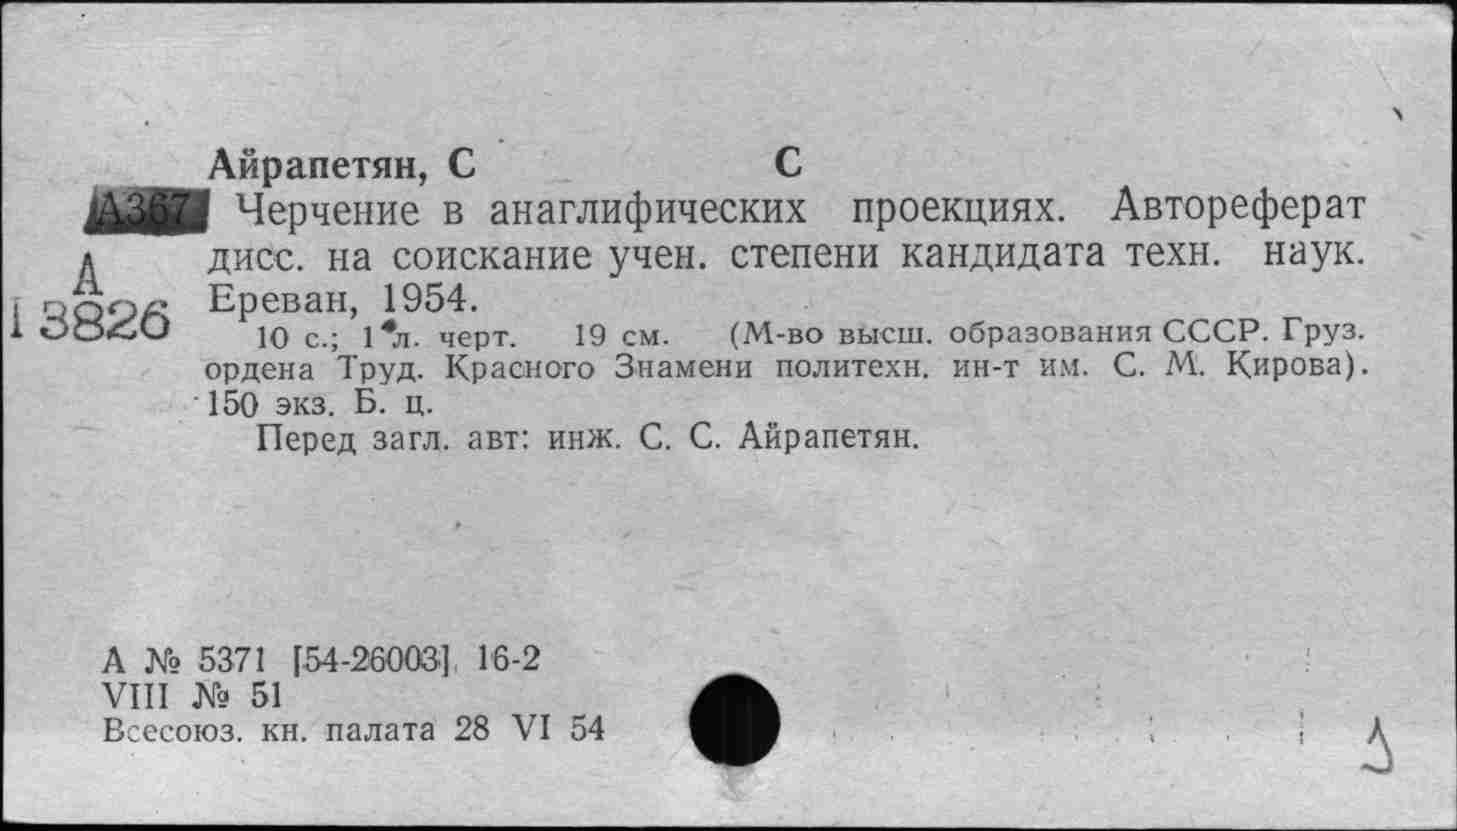 Айрапетян, С С
А367 Черчение в анаглифических проекциях. Автореферат
А дисс. на соискание учен. степени кандидата техн. наук.
13826 Ереван, 1954.
10 с.; 1 л. черт. 19 см. (М-во высш. образования СССР. Груз.
ордена Труд. Красного Знамени политехн. ин-т им. С. М. Кирова).
150 экз. Б. ц.
Перед загл. авт: инж. С. С. Айрапетян.
А № 5371 [54-26003] 16-2
VIII № 51
Всесоюз. кн. палата 28 VI 54